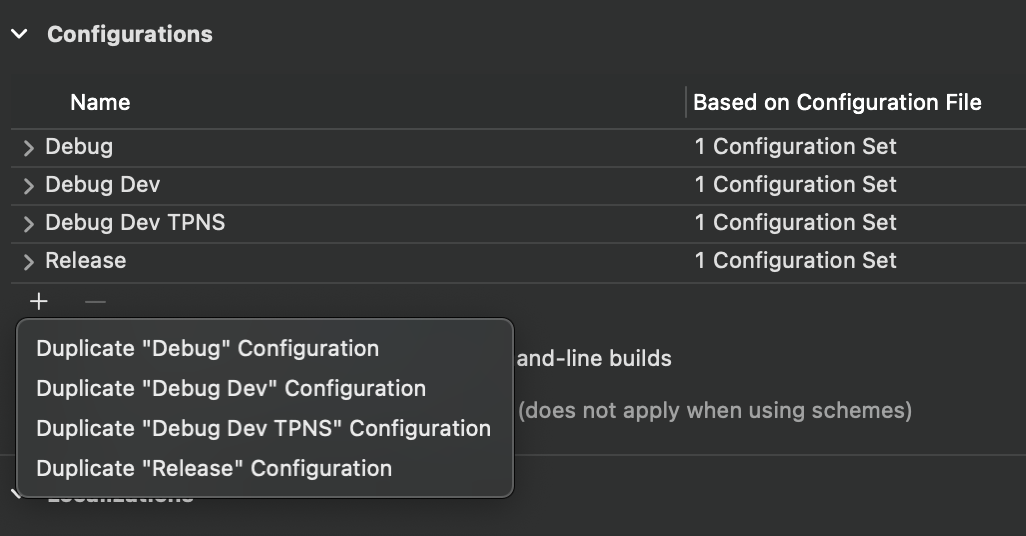 Configurations
Name
Based on Configuration File
Debug
1 Configuration Set
Debug Dev
1 Configuration Set
Debug Dev TPNS
1 Configuration Set
Release
1 Configuration Set
Duplicate "Debug" Configuration
and-line builds
Duplicate "Debug Dev" Configuration
(does not apply when using schemes)
Duplicate "Debug Dev TPNS" Configuration
Duplicate "Release" Configuration
Localizations